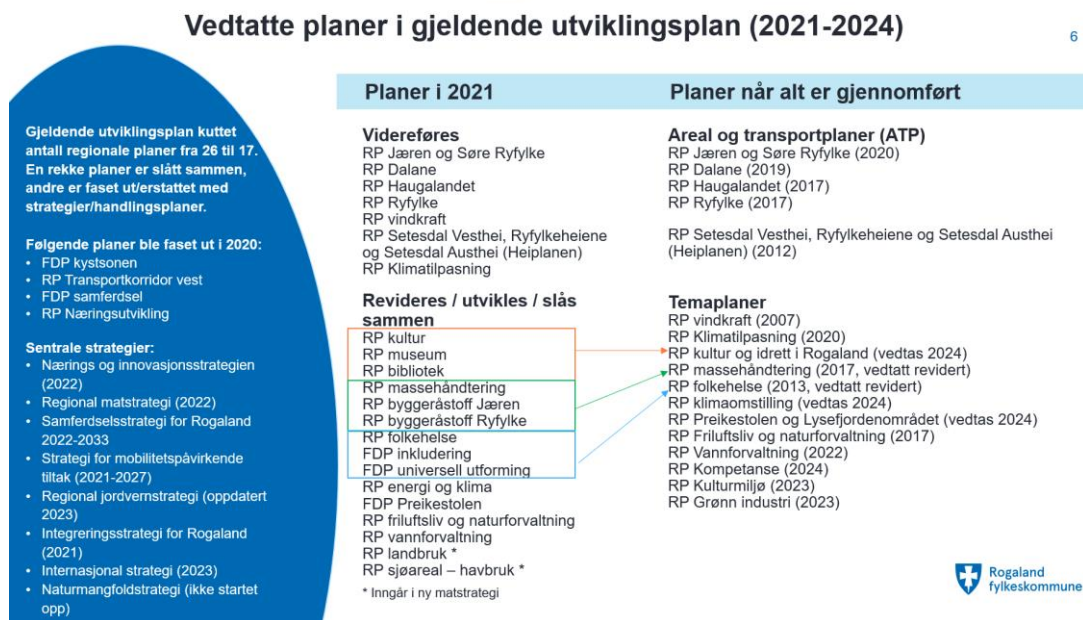 Vedtatte planer i gjeldende utviklingsplan (2021-2024)
6
Gjeldende utviklingsplan kuttet
antall regionale planer fra 26 til 17.
En rekke planer er slått sammen,
andre er faset ut/erstattet med
strategier/handlingsplaner.
Følgende planer ble faset ut i 2020:
• FDP kystsonen
• RP Transportkorridor vest
• FDP samferdsel
• RP Næringsutvikling
Sentrale strategier:
• Nærings og innovasjonsstrategien
(2022)
• Regional matstrategi (2022)
• Samferdselsstrategi for Rogaland
2022-2033
• Strategi for mobilitetspåvirkende
tiltak (2021-2027)
• Regional jordvernstrategi (oppdatert
2023)
• Integreringsstrategi for Rogaland
(2021)
• Internasjonal strategi (2023)
• Naturmangfoldstrategi (ikke startet
opp)
Planer i 2021
Videreføres
RP Jæren og Søre Ryfylke
RP Dalane
RP Haugalandet
RP Ryfylke
RP vindkraft
RP Setesdal Vesthei, Ryfylkeheiene
og Setesdal Austhei (Heiplanen)
RP Klimatilpasning
Revideres / utvikles / slås
sammen
RP kultur
RP museum
RP bibliotek
RP massehåndtering
RP byggeråstoff Jæren
RP byggeråstoff Ryfylke
RP folkehelse
FDP inkludering
FDP universell utforming
RP energi og klima
FDP Preikestolen
RP friluftsliv og naturforvaltning
RP vannforvaltning
RP landbruk *
RP sjøareal – havbruk *
* Inngår i ny matstrategi
Planer når alt er gjennomført
Areal og transportplaner (ATP)
RP Jæren og Søre Ryfylke (2020)
RP Dalane (2019)
RP Haugalandet (2017)
RP Ryfylke (2017)
RP Setesdal Vesthei, Ryfylkeheiene og Setesdal Austhei
(Heiplanen) (2012)
Temaplaner
RP vindkraft (2007)
RP Klimatilpasning (2020)
RP kultur og idrett i Rogaland (vedtas 2024)
RP massehåndtering (2017, vedtatt revidert)
RP folkehelse (2013, vedtatt revidert)
RP klimaomstilling (vedtas 2024)
RP Preikestolen og Lysefjordenområdet (vedtas 2024)
RP Friluftsliv og naturforvaltning (2017)
RP Vannforvaltning (2022)
RP Kompetanse (2024)
RP Kulturmiljø (2023)
RP Grønn industri (2023)
Rogaland
fylkeskommune